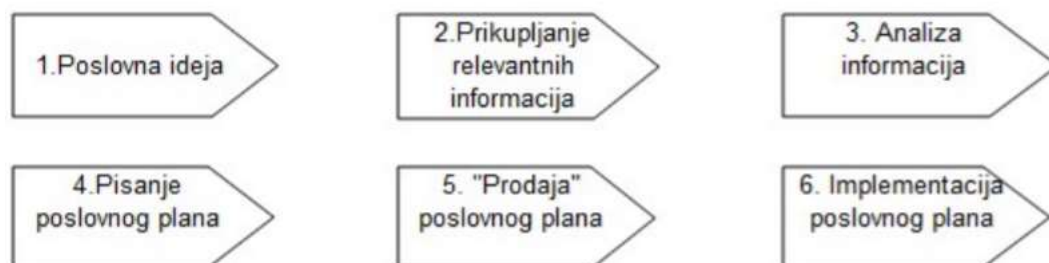 1.Poslovna ideja
2.Prikupljanje
relevantnih
informacija
3. Analiza
informacija
4.Pisanje
poslovnog plana
5. "Prodaja"
poslovnog plana
6. Implementacija
poslovnog plana